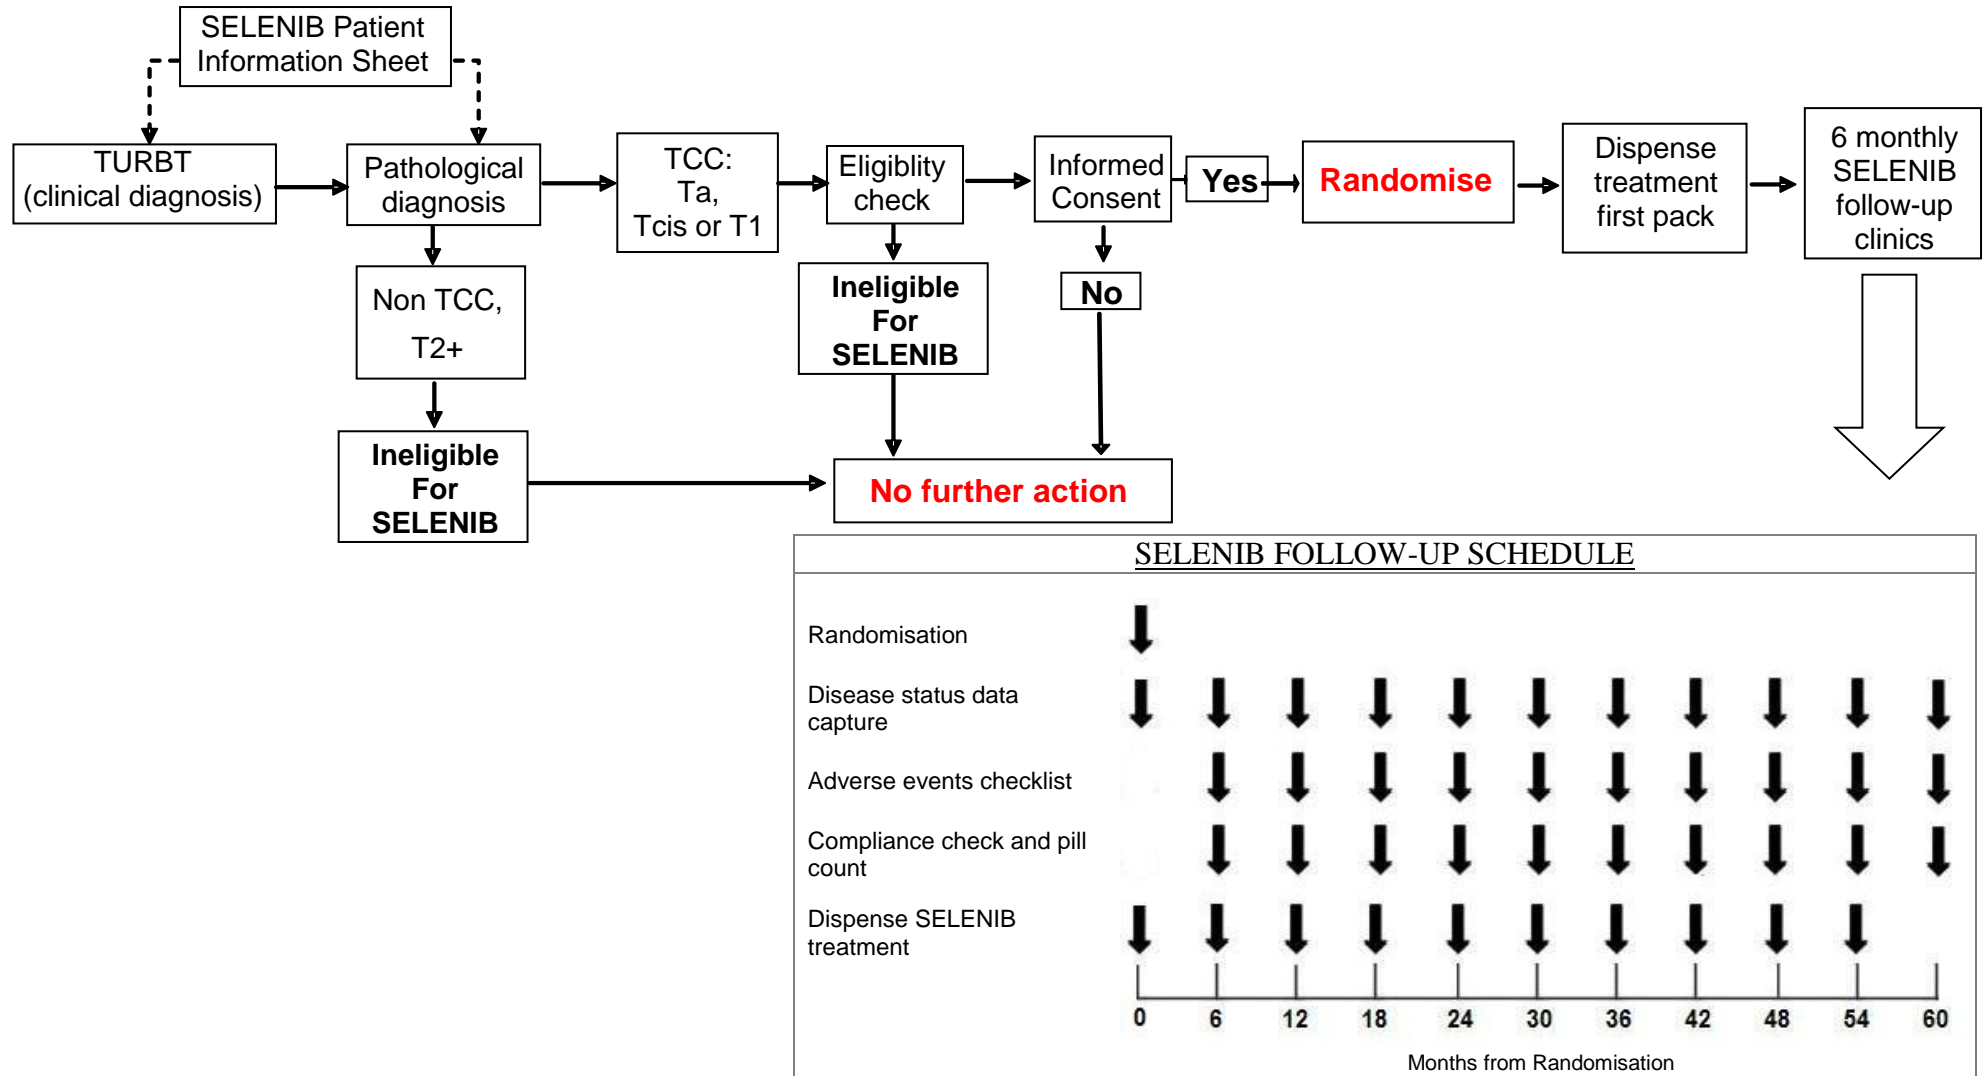 SELENIB Patient
Information Sheet
TURBT
(clinical diagnosis)
Pathological
diagnosis
TCC:
Ta,
Tcis or T1
Eligiblity
check
Informed
Consent
Yes
Randomise
Dispense
treatment
first pack
6 monthly
SELENIB
follow-up
clinics
Non TCC,
T2+
Ineligible
For
SELENIB
No
Ineligible
For
SELENIB
No further action
SELENIB FOLLOW-UP SCHEDULE
Randomisation
Disease status data
capture
Adverse events checklist
Compliance check and pill
count
Dispense SELENIB
treatment
0 6 12 18 24 30 36 42 48 54 60
Months from Randomisation